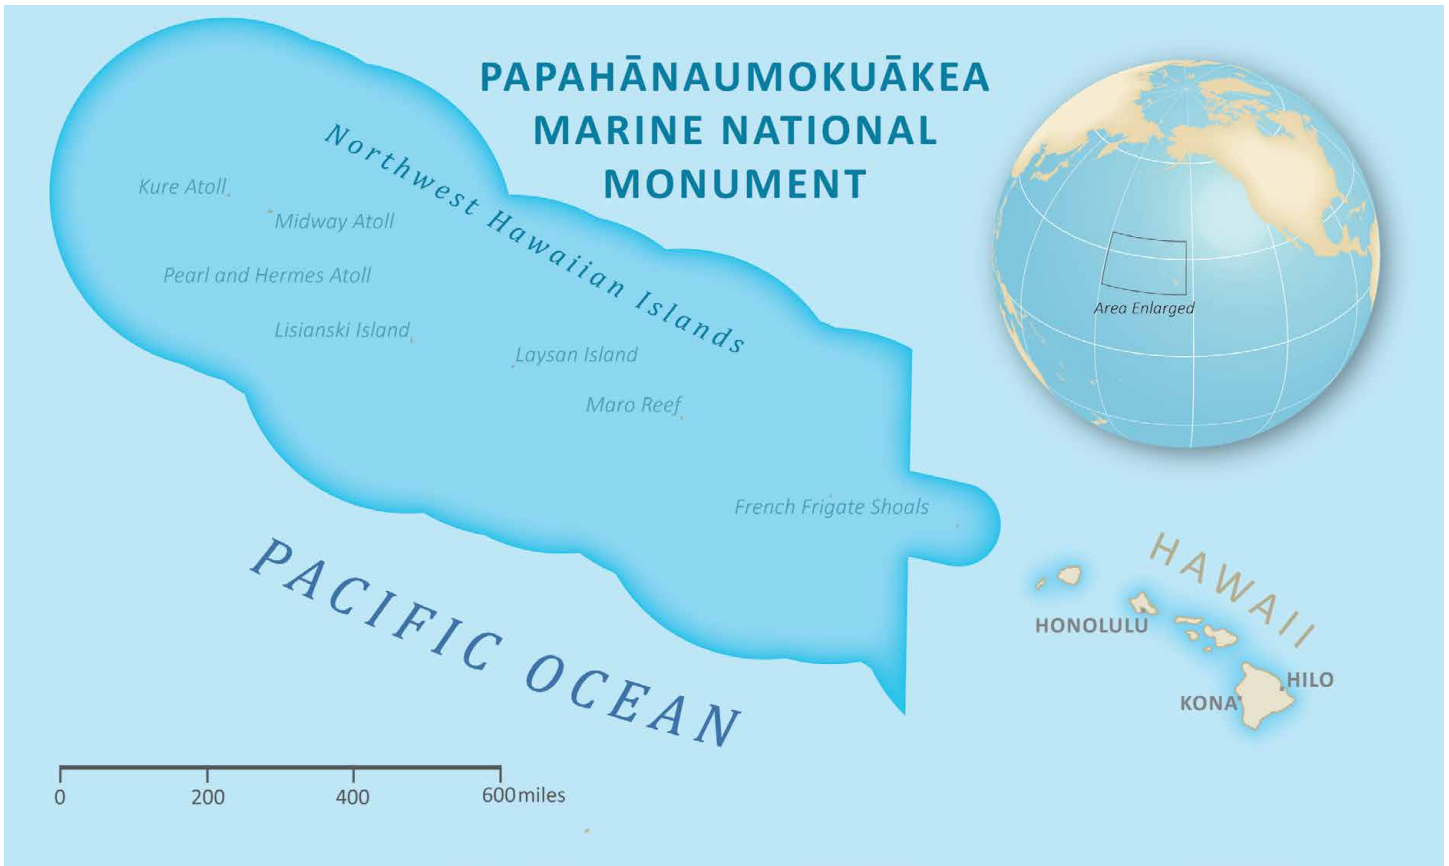 PAPAHĀNAUMOKUĀKEA
MARINE NATIONAL
MONUMENT
Northwest Hawaiian Islands
Kure Atoll
Midway Atoll
Pearl and Hermes Atoll
Lisianski Island
Laysan Island
Maro Reef
French Frigate Shoals
Area Enlarged
PACIFIC OCEAN
HAWAII
HONOLULU
HILO
KONA
0 200 400 600 miles